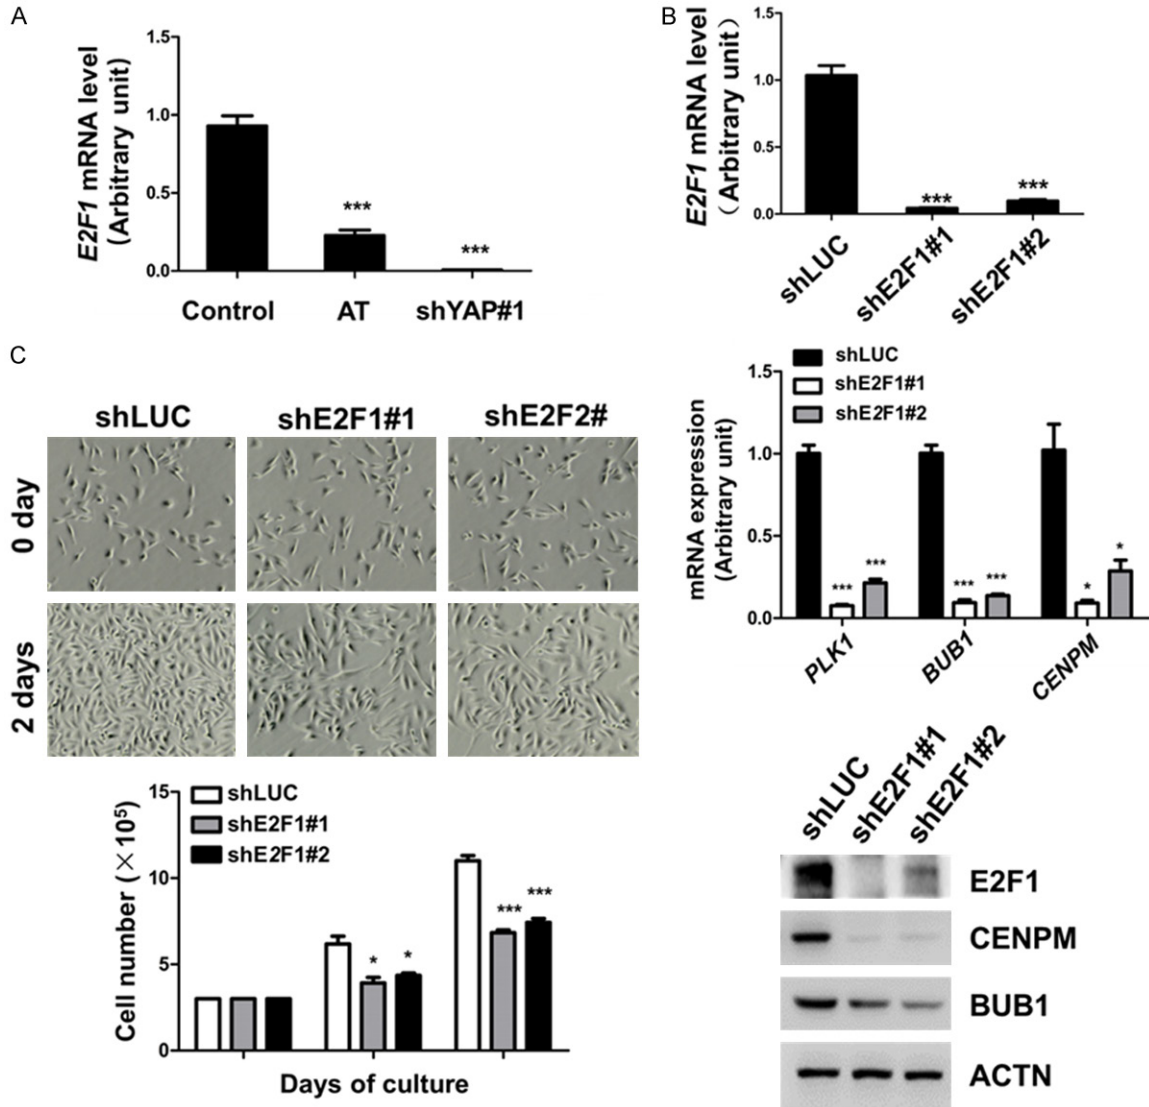 A
E2F1 mRNA level
(Arbitrary unit)
1.5
1.0
0.5
0.0
***
***
Control AT shYAP#1
B
E2F1 mRNA level
（Arbitrary unit）
1.5
1.0
0.5
0.0
***
***
shLUC
shE2F1#1
shE2F1#2
shLUC
shE2F1#1
shE2F1#2
mRNA expression
(Arbitrary unit)
1.5
1.0
0.5
0.0
*** ***
*** ***
* *
PLK1
BUB1
CENPM
shLUC
shE2F1#1
shE2F1#2
E2F1
CENPM
BUB1
ACTN
C
shLUC shE2F1#1 shE2F2#
0 day
2 days
Cell number (×10⁵)
15
10
5
0
shLUC
shE2F1#1
shE2F1#2
* *
*** ***
Days of culture